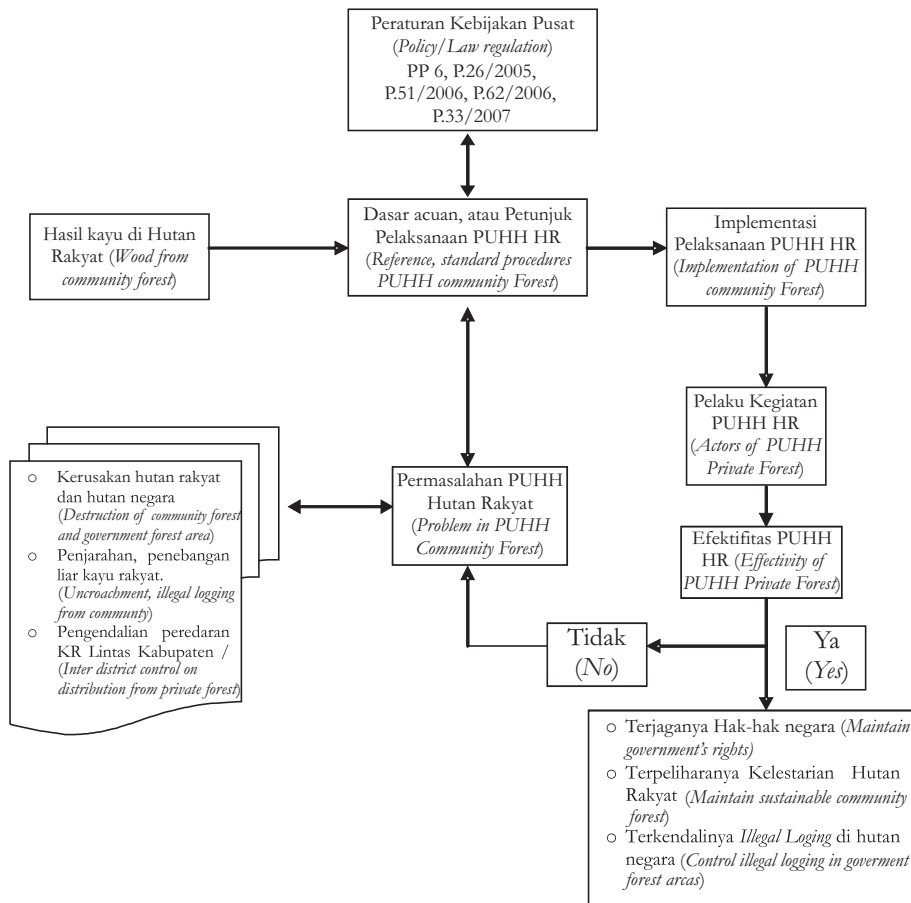 Peraturan Kebijakan Pusat
(Policy/Law regulation)
PP 6, P.26/2005,
P.51/2006, P.62/2006,
P.33/2007
Hasil kayu di Hutan
Rakyat (Wood from
community forest)
Dasar acuan, atau Petunjuk
Pelaksanaan PUHH HR
(Reference, standard procedures
PUHH community Forest)
Implementasi
Pelaksanaan PUHH HR
(Implementation of PUHH
community Forest)
Pelaku Kegiatan
PUHH HR
(Actors of PUHH
Private Forest)
Efektifitas PUHH
HR (Effectivity of
PUHH Private Forest)
Permasalahan PUHH
Hutan Rakyat
(Problem in PUHH
Community Forest)
o Kerusakan hutan rakyat
dan hutan negara
(Destruction of community forest
and government forest area)
o Penjarahan, penebangan
liar kayu rakyat.
(Uncroachment, illegal logging
from communty)
o Pengendalian peredaran
KR Lintas Kabupaten /
(Inter district control on
distribution from private forest)
Tidak
(No)
Ya
(Yes)
o Terjaganya Hak-hak negara (Maintain
government's rights)
o Terpeliharanya Kelestarian Hutan
Rakyat (Maintain sustainable community
forest)
o Terkendalinya Illegal Loging di hutan
negara (Control illegal logging in goverment
forest arcas)